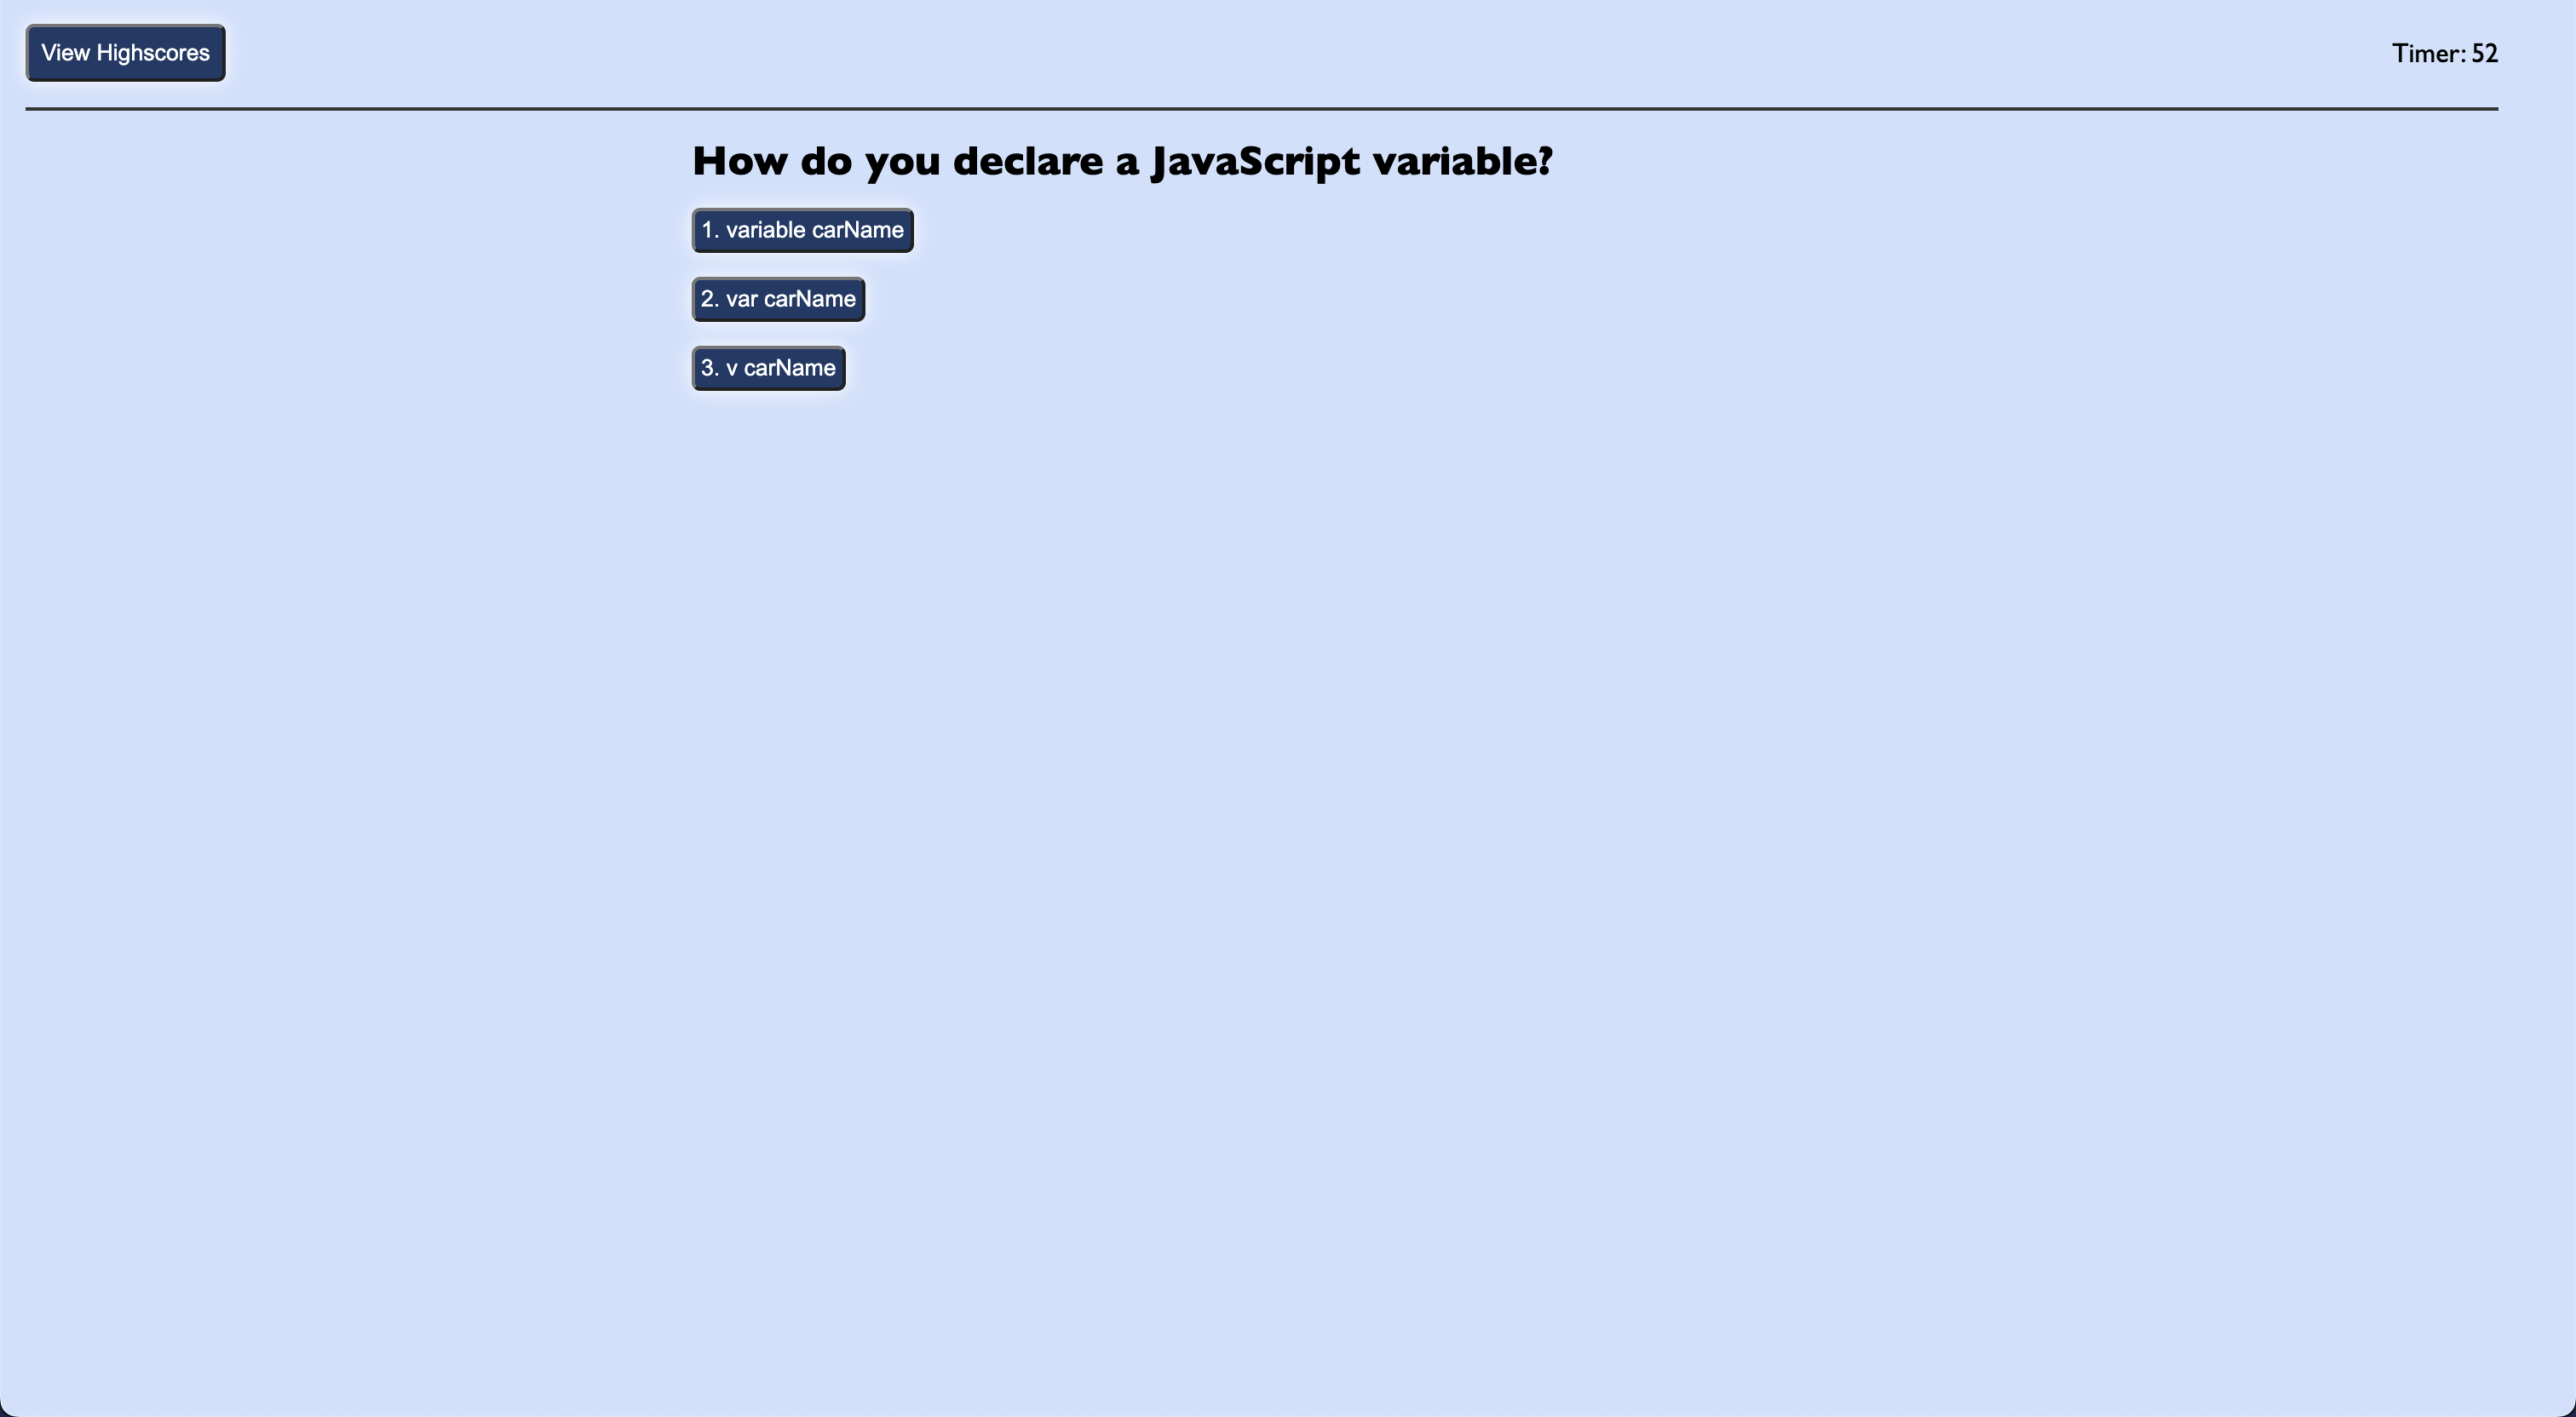 View Highscores
Timer: 52
How do you declare a JavaScript variable?
1. variable carName
2. var carName
3. v carName